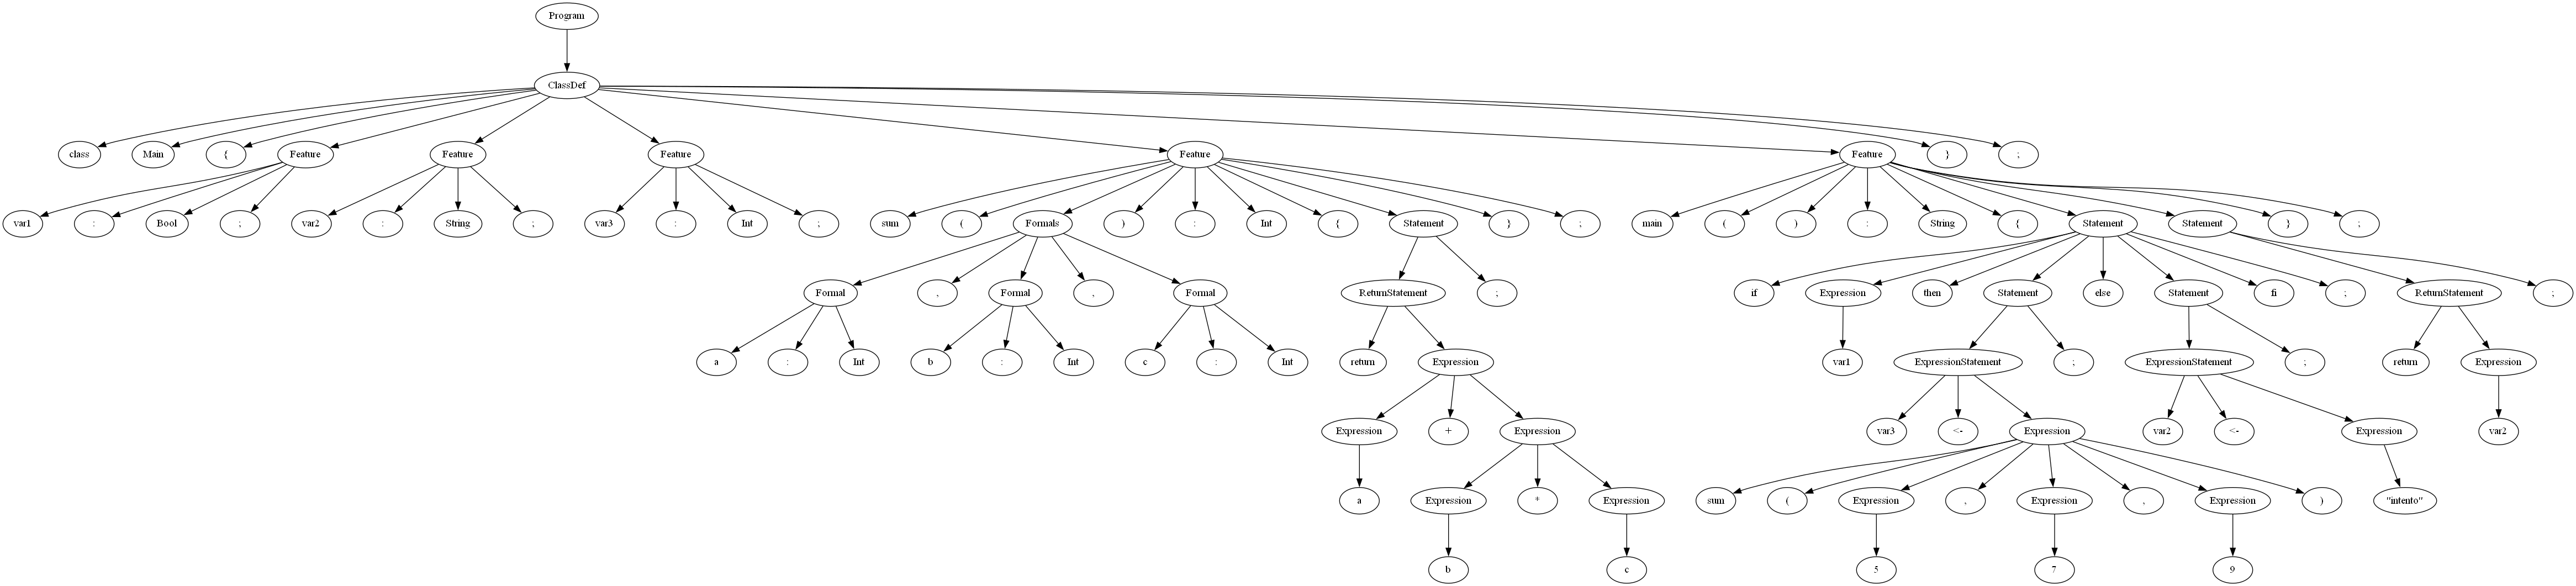 Program
ClassDef
class Main { Feature Feature Feature Feature Feature } ;
var1 : Bool ; var2 : String ; var3 : Int ; sum ( Formals ) : Int { Statement } ; main ( ) : String { Statement Statement } ;
Formal , Formal , Formal ReturnStatement ; if Expression then Statement else Statement fi ; ReturnStatement ;
a : Int b : Int c : Int return Expression var1 ExpressionStatement ; ExpressionStatement ; return Expression
Expression + Expression var3 <- Expression var2 <- Expression var2
a Expression * Expression sum ( Expression , Expression , Expression ) "intento"
b c 5 7 9